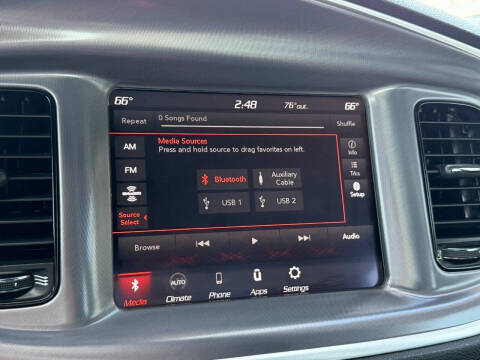 66° 2:48 76° OUT. 66°
0 Songs Found
Repeat Shuffle
Media Sources
Press and hold source to drag favorites on left.
AM
FM
Info
Bluetooth Auxiliary Cable
Trks
Setup
Source Select
USB 1 USB 2
Browse Audio
AUTO
Media Climate Phone Apps Settings